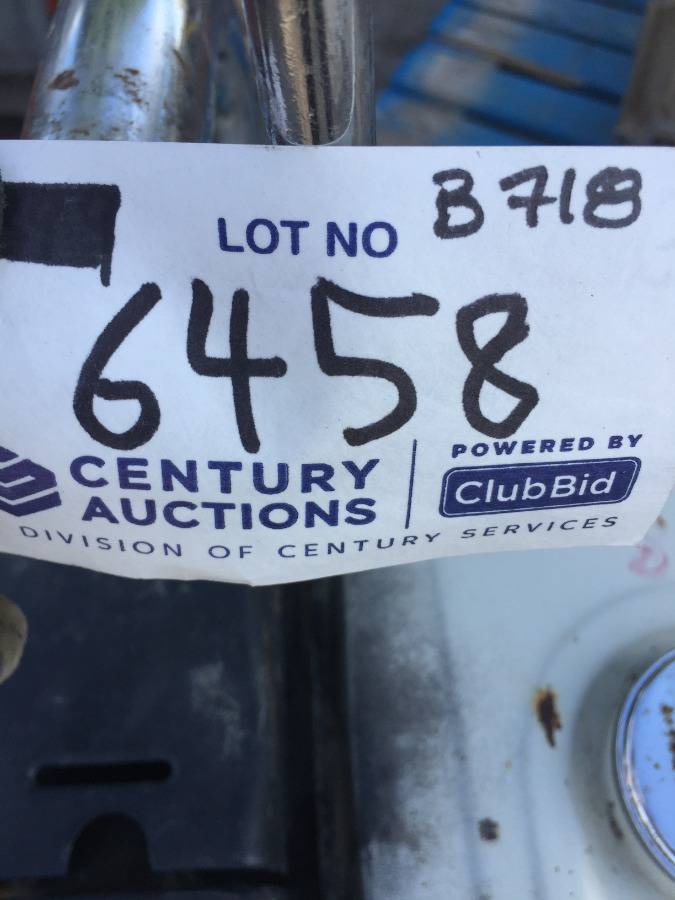 B718
LOT NO
6458
CENTURY
AUCTIONS
DIVISION OF CENTURY SERVICES
POWERED BY
ClubBid